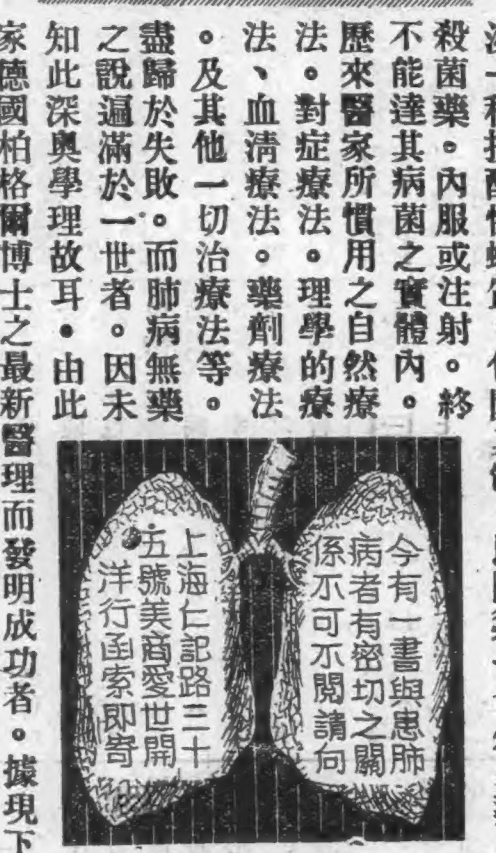 殺菌藥。內服或注射。終
不能達其病菌之實體內。
歷來醫家所慣用之自然療
法。對症療法。理學的療
法、血清療法。藥劑療法
。及其他一切治療法等。
盡歸於失敗。而肺病無藥
之說遍滿於一世者。因未
知此深奧學理故耳。由此
家德國柏格爾博士之最新醫理而發明成功者。據現下
今有一書與患肺
病者有密切之關
係不可不閱請向
上海仁記路三十
五號美商愛世開
洋行函索即寄